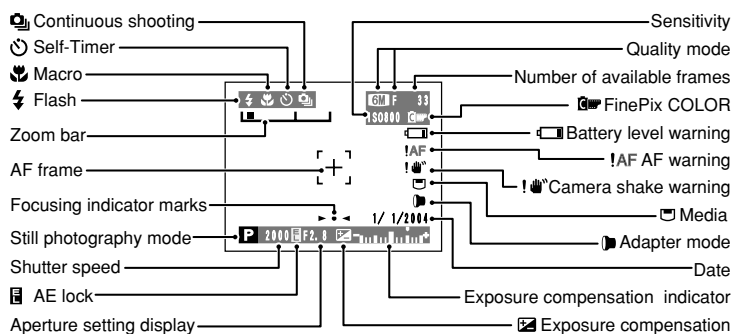 Continuous shooting
Self-Timer
Macro
Flash
Zoom bar
AF frame
Focusing indicator marks
Still photography mode
Shutter speed
AE lock
Aperture setting display
6M F 33
ISO800
!AF
!
1/ 1/2004
P 2000 F2.8
Sensitivity
Quality mode
Number of available frames
FinePix COLOR
Battery level warning
!AF AF warning
! Camera shake warning
Media
Adapter mode
Date
Exposure compensation indicator
Exposure compensation